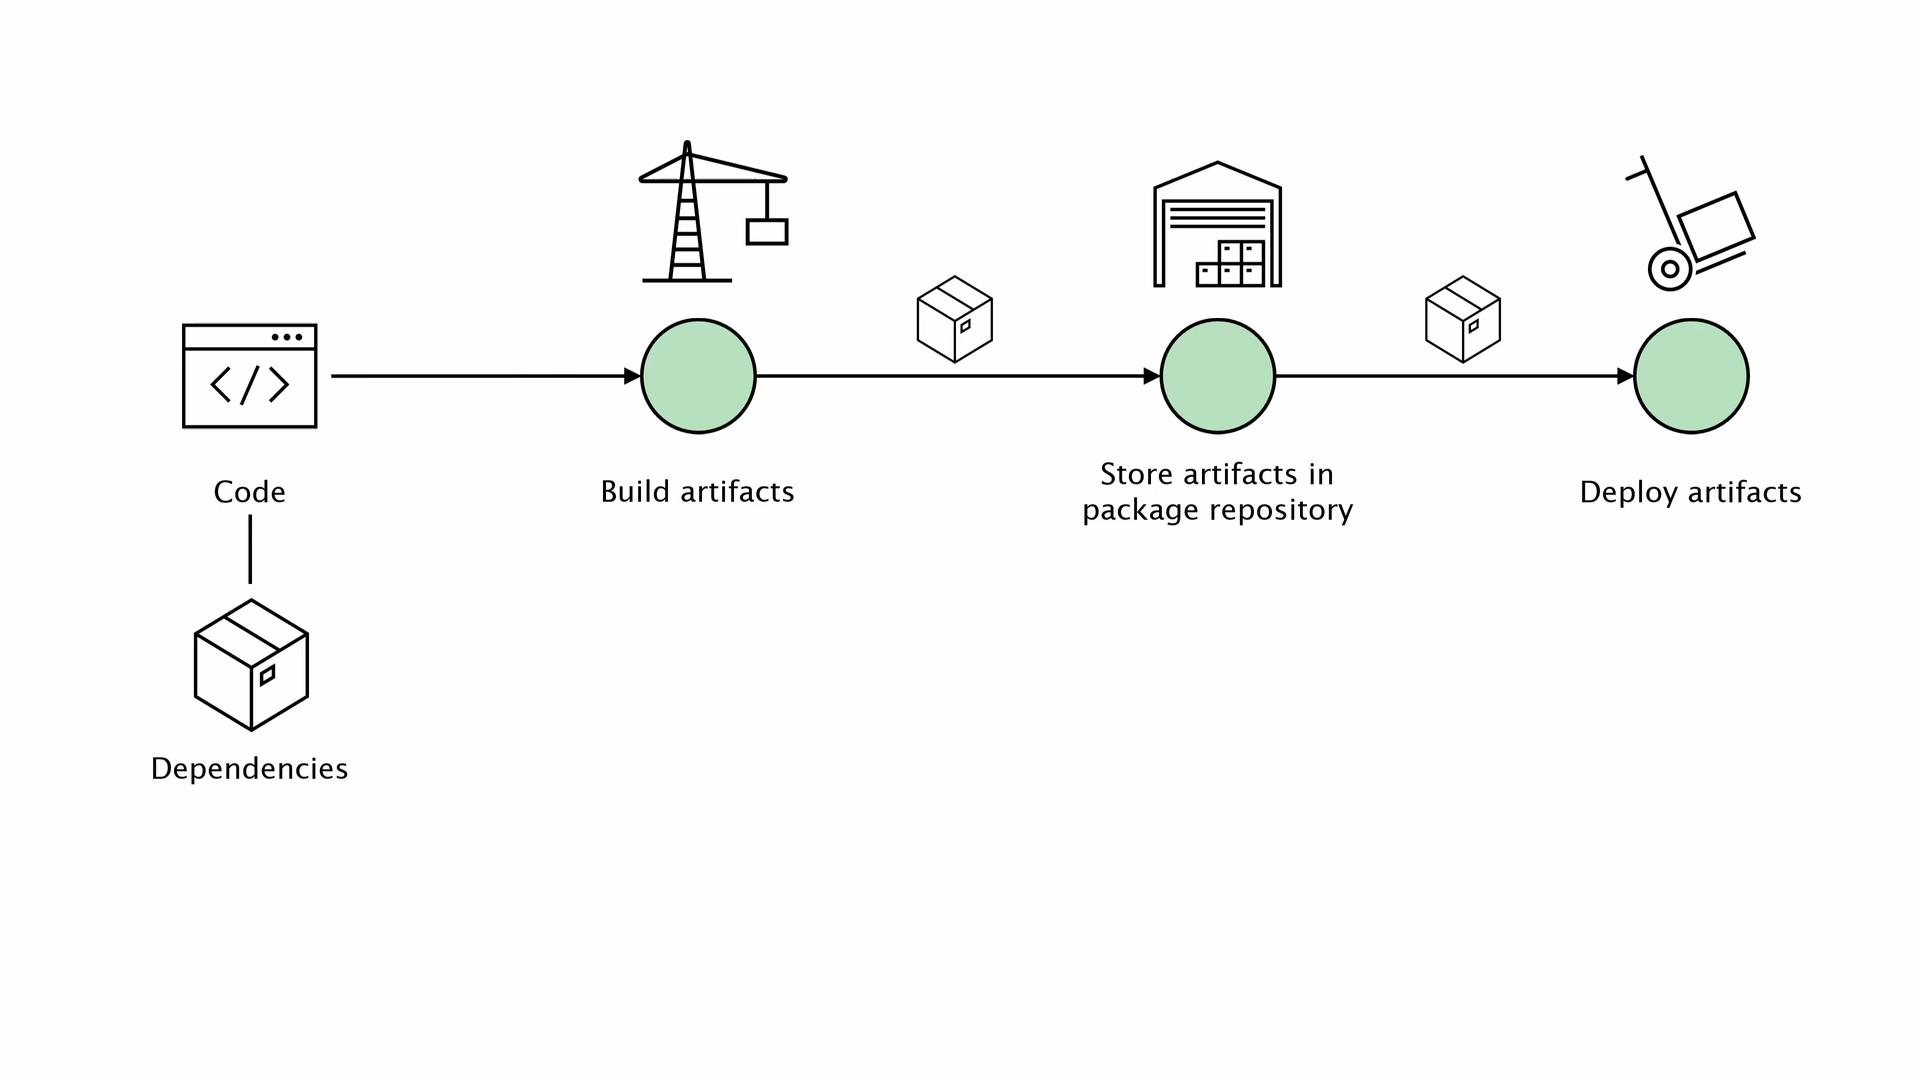 Code
Build artifacts
Store artifacts in
package repository
Deploy artifacts
Dependencies